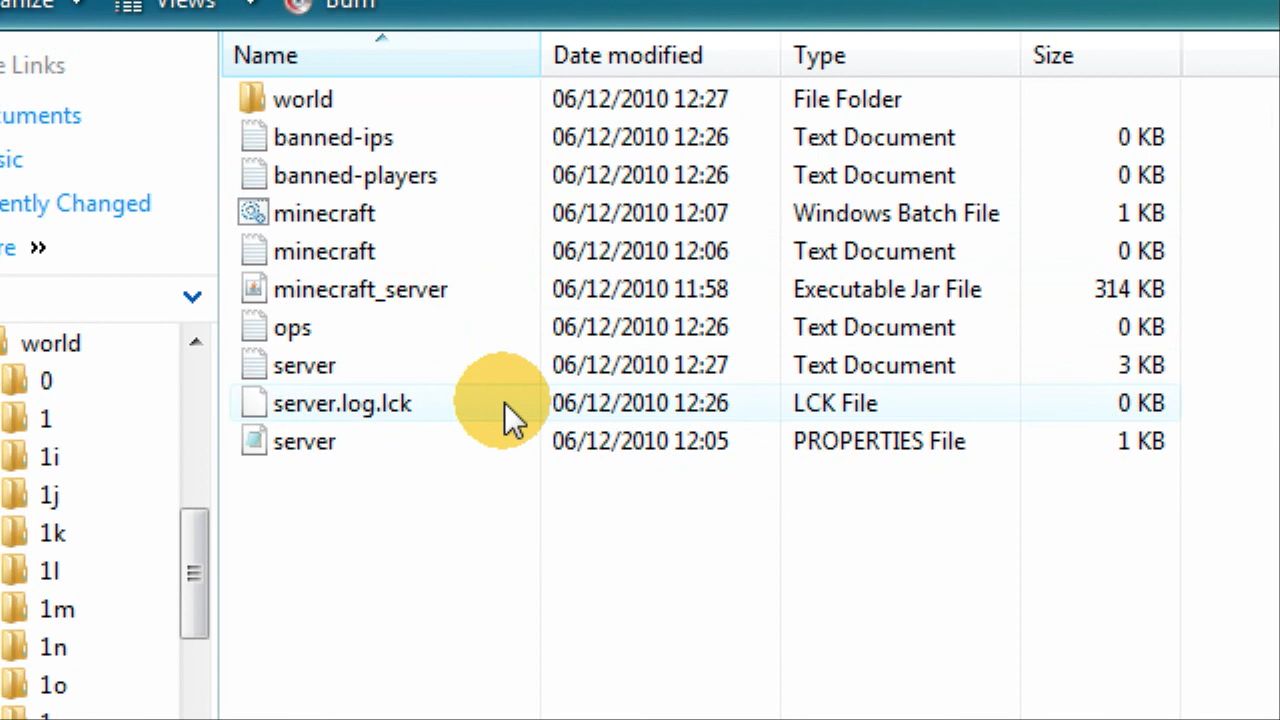 Views Burn
Name Date modified Type Size
Links
world 06/12/2010 12:27 File Folder
banned-ips 06/12/2010 12:26 Text Document 0 KB
banned-players 06/12/2010 12:26 Text Document 0 KB
ently Changed
minecraft 06/12/2010 12:07 Windows Batch File 1 KB
re »
minecraft 06/12/2010 12:06 Text Document 0 KB
minecraft_server 06/12/2010 11:58 Executable Jar File 314 KB
ops 06/12/2010 12:26 Text Document 0 KB
world
server 06/12/2010 12:27 Text Document 3 KB
0
server.log.lck 06/12/2010 12:26 LCK File 0 KB
1
server 06/12/2010 12:05 PROPERTIES File 1 KB
1i
1j
1k
1l
1m
1n
1o